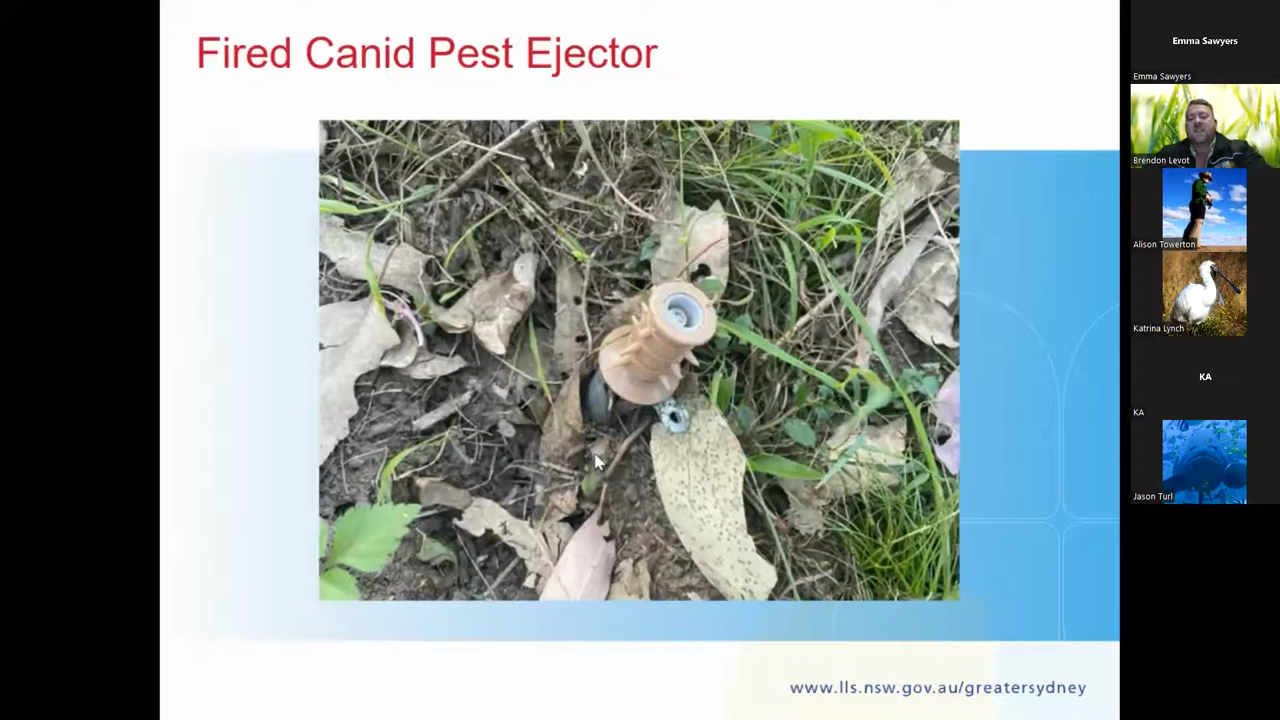 Fired Canid Pest Ejector
www.lls.nsw.gov.au/greatersydney
Emma Sawyers
Emma Sawyers
Brendon Levot
Alison Towerton
Katrina Lynch
KA
KA
Jason Turl